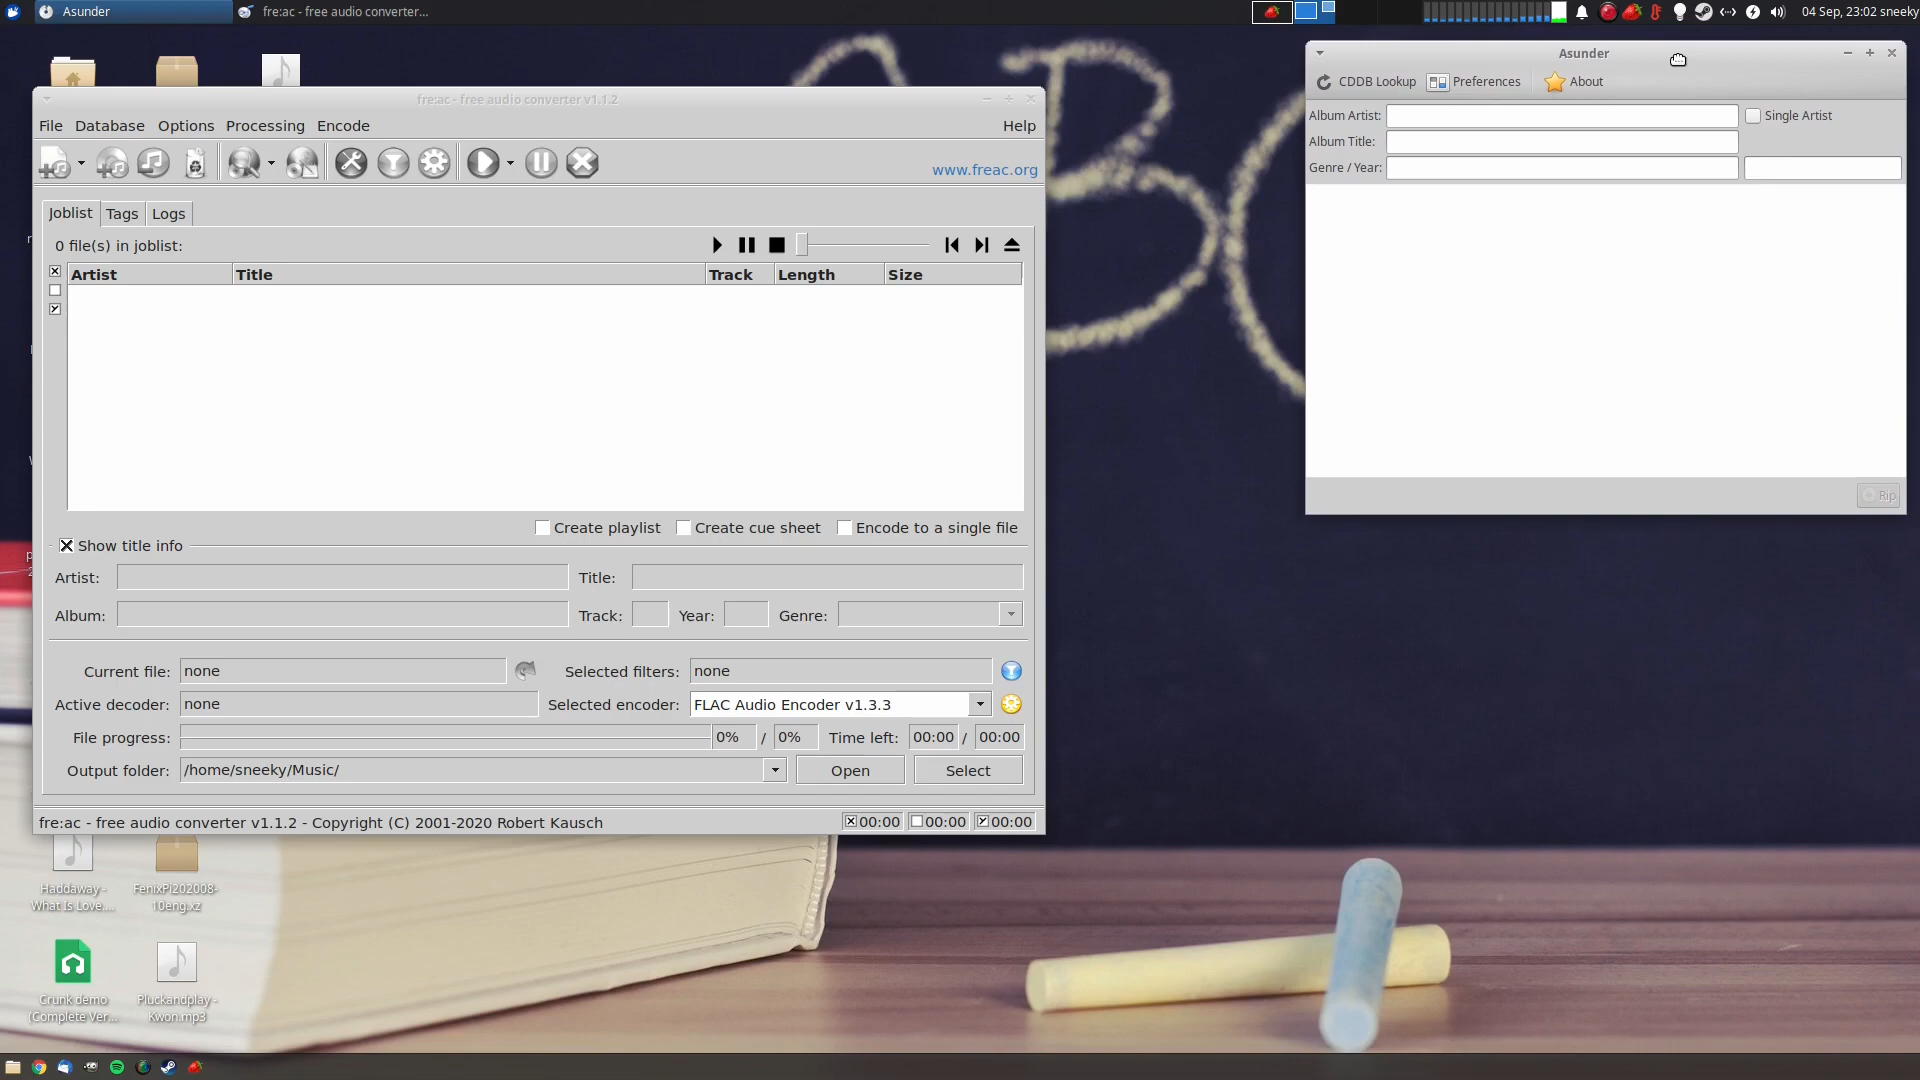 Asunder
fre:ac - free audio converter...
04 Sep, 23:02 sneeky
fre:ac - free audio converter v1.1.2
File Database Options Processing Encode Help
www.freac.org
Joblist Tags Logs
0 file(s) in joblist:
Artist Title Track Length Size
Create playlist Create cue sheet Encode to a single file
Show title info
Artist: Title:
Album: Track: Year: Genre:
Current file: none Selected filters: none
Active decoder: none Selected encoder: FLAC Audio Encoder v1.3.3
File progress: 0% / 0% Time left: 00:00 / 00:00
Output folder: /home/sneeky/Music/ Open Select
fre:ac - free audio converter v1.1.2 - Copyright (C) 2001-2020 Robert Kausch 00:00 00:00 00:00
Asunder
CDDB Lookup Preferences About
Album Artist: Single Artist
Album Title:
Genre / Year:
Rip
Haddaway -
What Is Love....
FenixPi202008-
10eng.xz
Crunk demo
(Complete Ver...
Pluckandplay -
Kwon.mp3